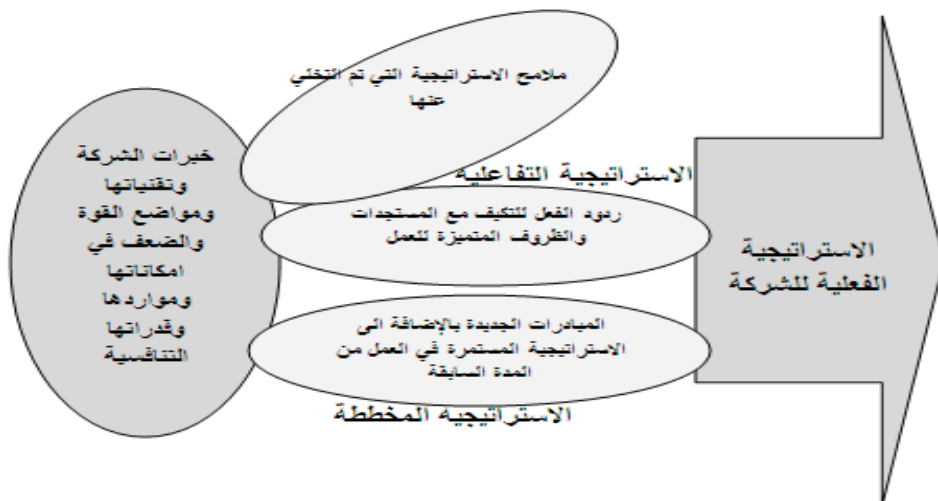 ملامح الاستراتيجية التي تم التخلي
عنها
خبرات الشركة
وتقنياتها
ومواضع القوة
والضعف في
امكاناتها
ومواردها
وقدراتها
التنافسية
الاستراتيجية التفاعلية
ردود الفعل للتكيف مع المستجدات
والظروف المتميزة للعمل
المبادرات الجديدة بالإضافة الى
الاستراتيجية المستمرة في العمل من
المدة السابقة
الاستراتيجية المخططة
الاستراتيجية
الفعلية للشركة